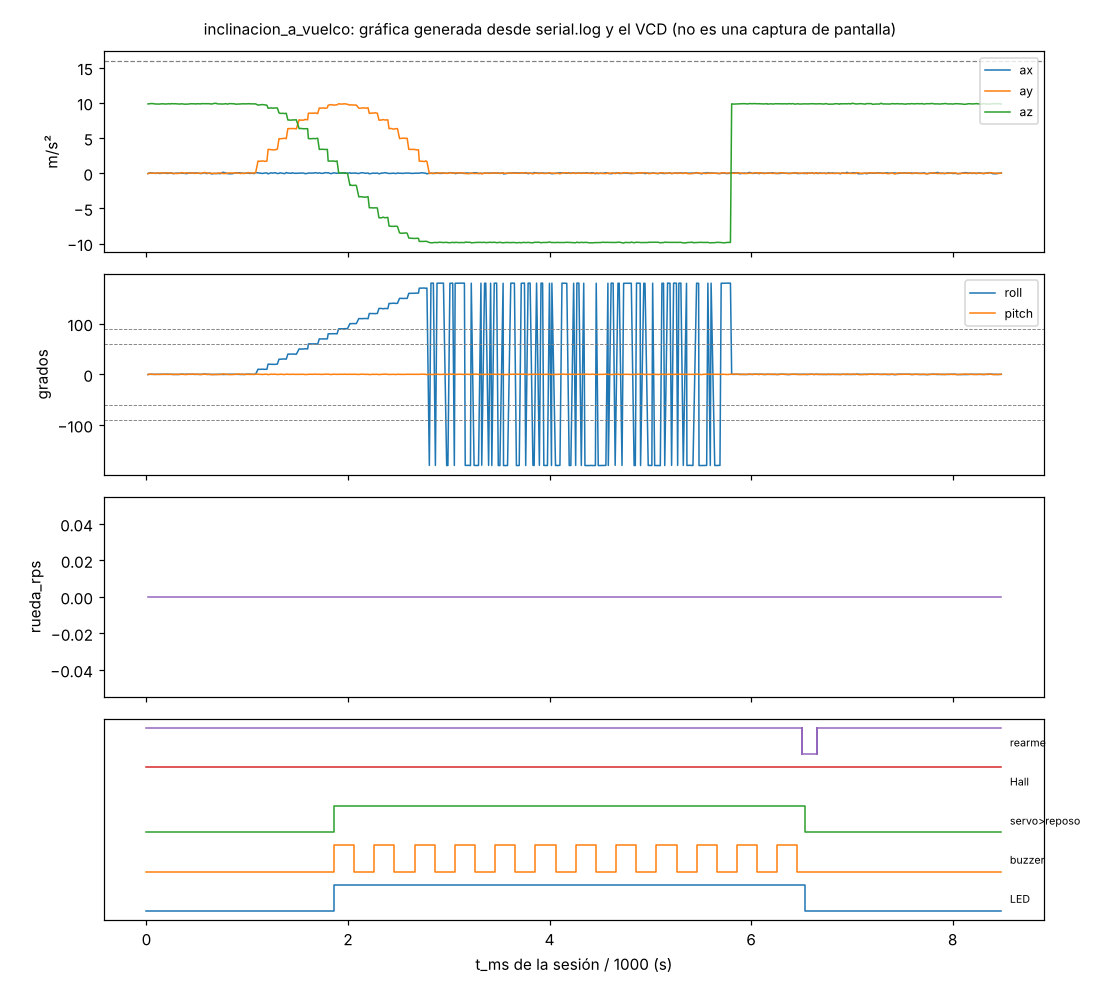 inclinacion_a_vuelco: gráfica generada desde serial.log y el VCD (no es una captura de pantalla)
m/s²
15
10
5
0
−5
−10
ax
ay
az
grados
100
0
−100
roll
pitch
rueda_rps
0.04
0.02
0.00
−0.02
−0.04
rearme
Hall
servo>reposo
buzzer
LED
0 2 4 6 8
t_ms de la sesión / 1000 (s)